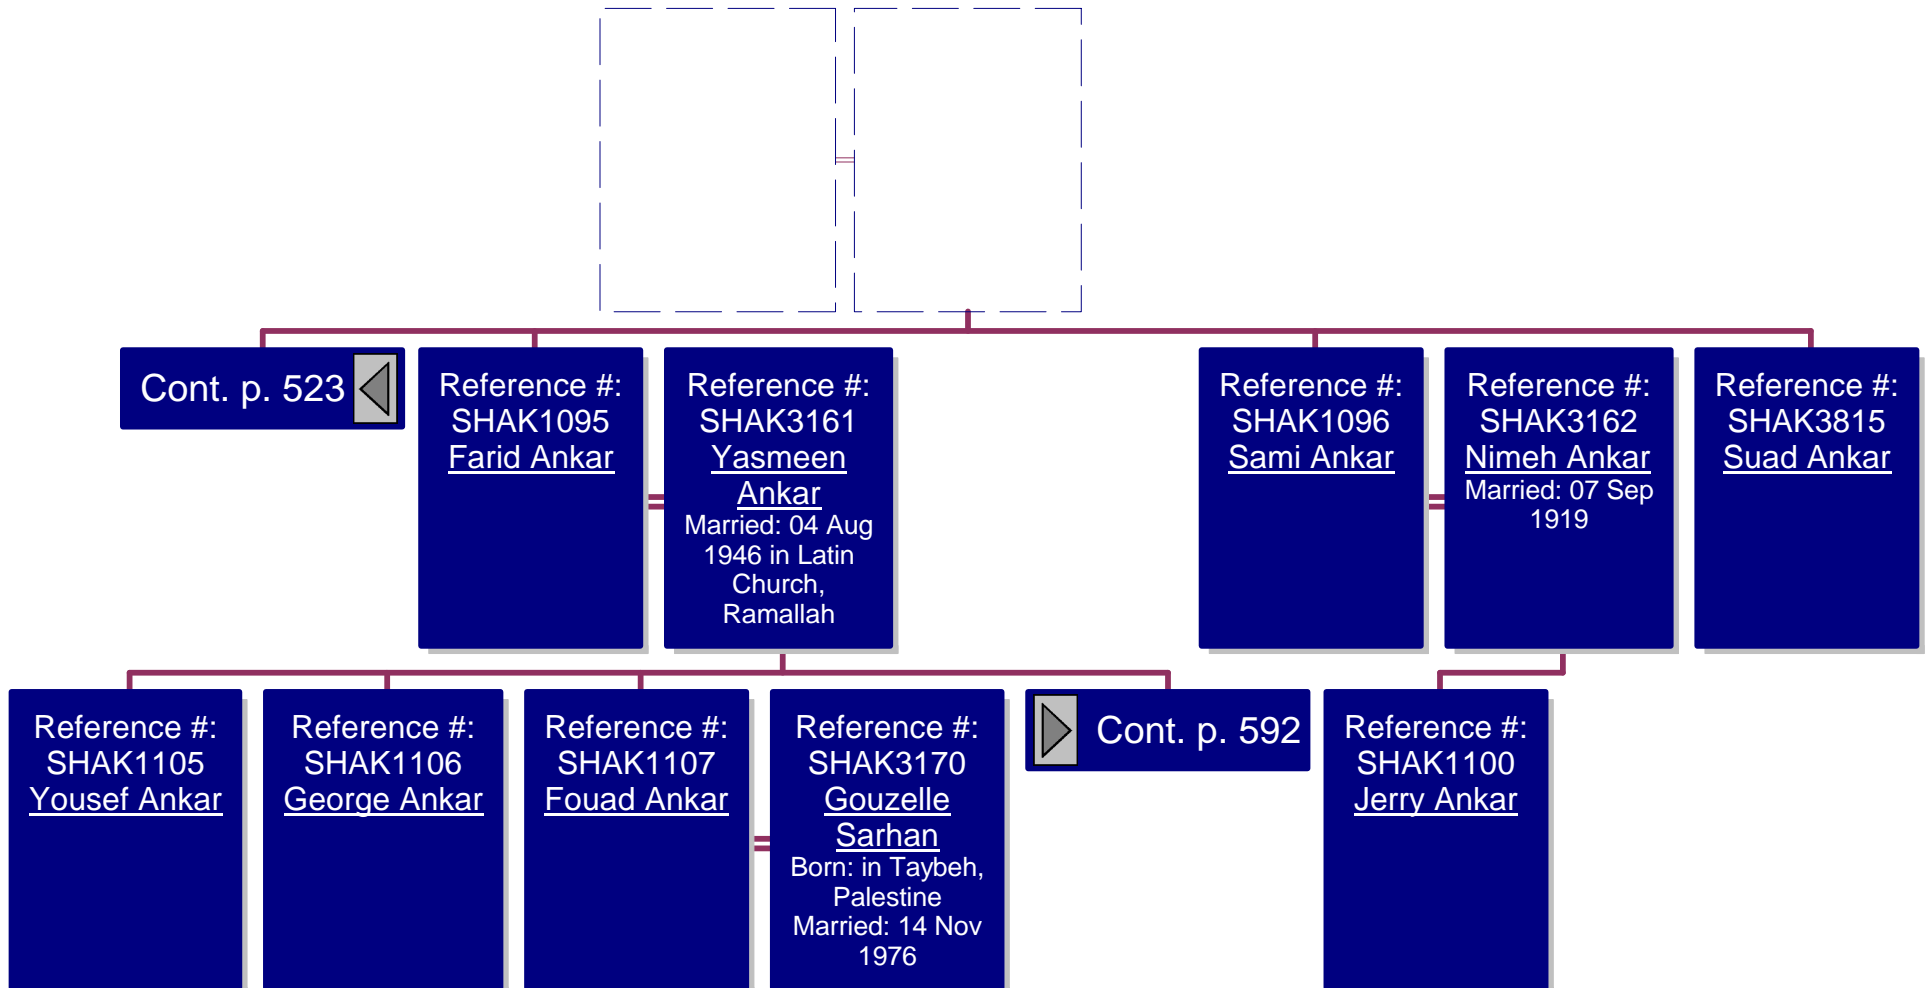 Cont. p. 523
Reference #:
SHAK1095
Farid Ankar
Reference #:
SHAK3161
Yasmeen
Ankar
Married: 04 Aug
1946 in Latin
Church,
Ramallah
Reference #:
SHAK1096
Sami Ankar
Reference #:
SHAK3162
Nimeh Ankar
Married: 07 Sep
1919
Reference #:
SHAK3815
Suad Ankar
Reference #:
SHAK1105
Yousef Ankar
Reference #:
SHAK1106
George Ankar
Reference #:
SHAK1107
Fouad Ankar
Reference #:
SHAK3170
Gouzelle
Sarhan
Born: in Taybeh,
Palestine
Married: 14 Nov
1976
Cont. p. 592
Reference #:
SHAK1100
Jerry Ankar